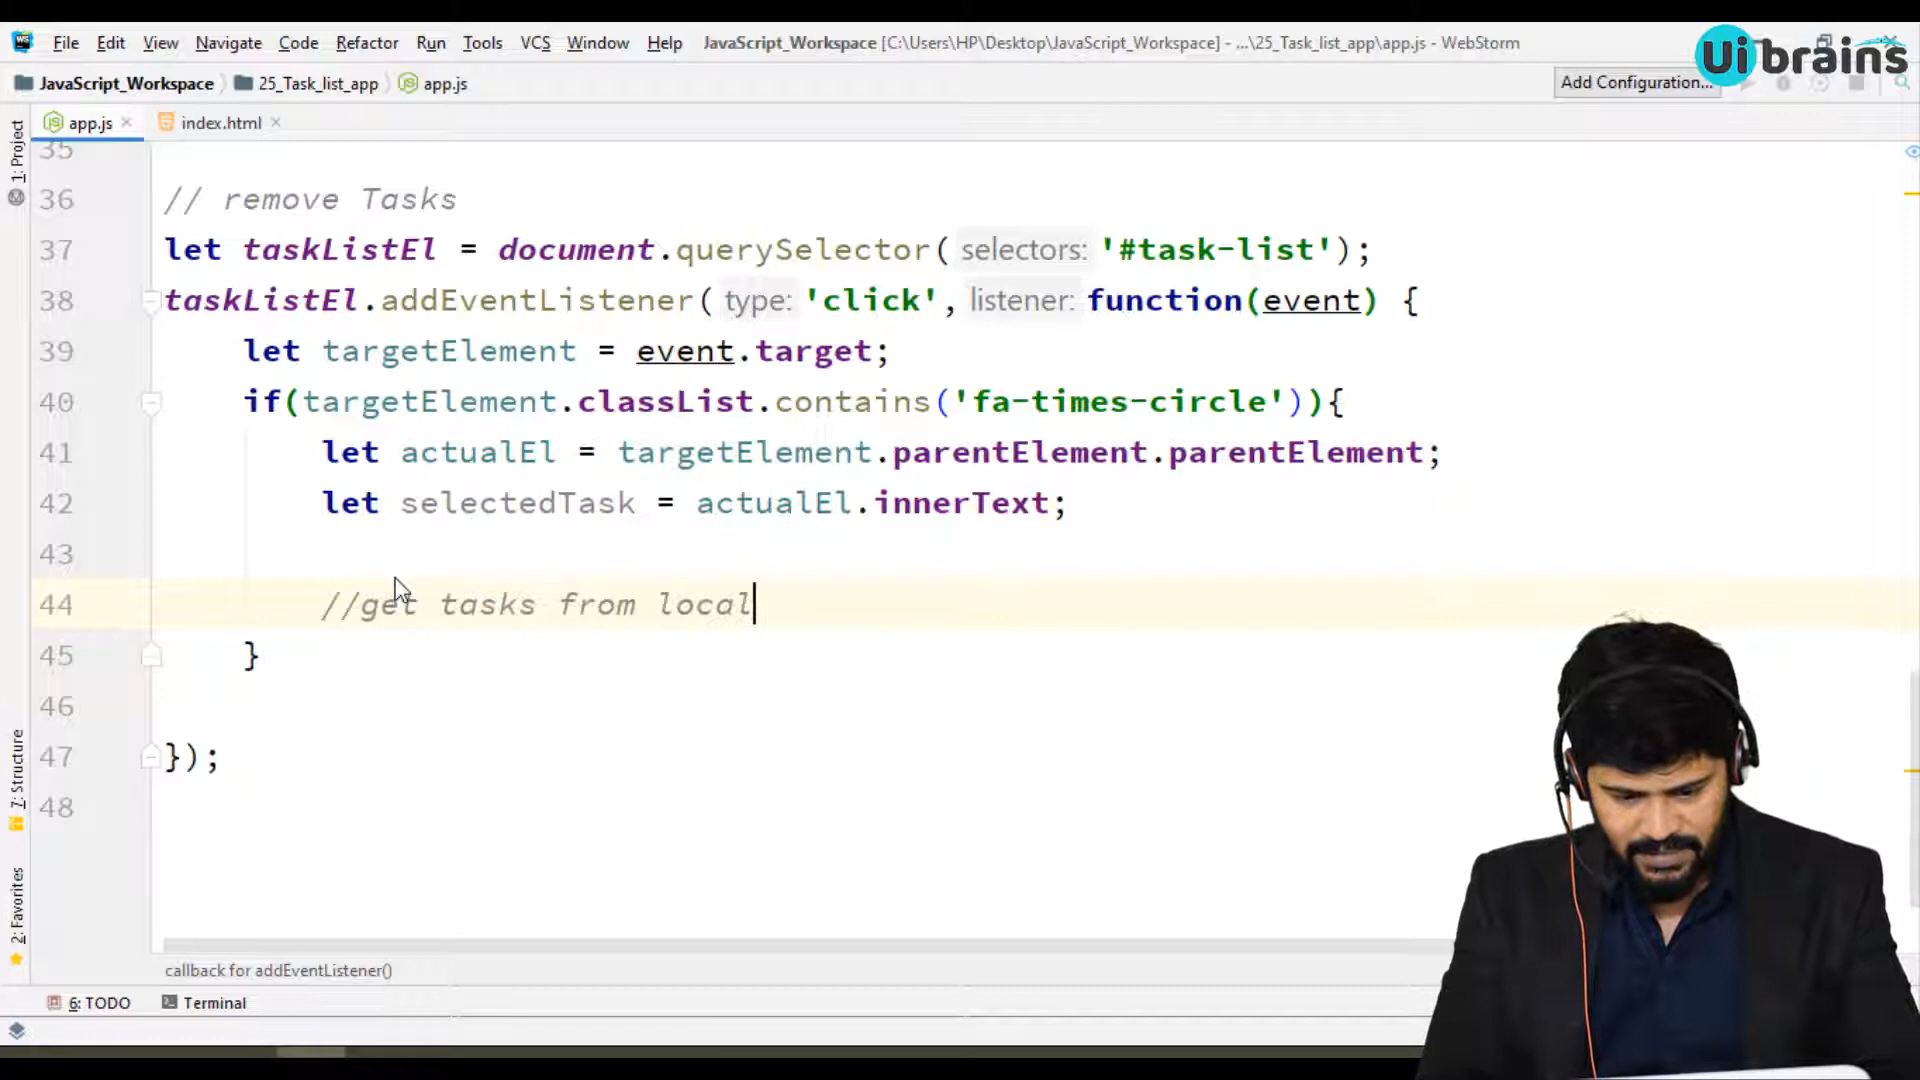 File Edit View Navigate Code Refactor Run Tools VCS Window Help JavaScript_Workspace [C:\Users\HP\Desktop\JavaScript_Workspace] - ...\25_Task_list_app\app.js - WebStorm
Uibrains
JavaScript_Workspace 25_Task_list_app app.js Add Configuration...
app.js index.html
1: Project
7: Structure
2: Favorites
35
36 // remove Tasks
37 let taskListEl = document.querySelector( selectors: '#task-list');
38 taskListEl.addEventListener( type: 'click', listener: function(event) {
39 let targetElement = event.target;
40 if(targetElement.classList.contains('fa-times-circle')){
41 let actualEl = targetElement.parentElement.parentElement;
42 let selectedTask = actualEl.innerText;
43
44 //get tasks from local
45 }
46
47 });
48
callback for addEventListener()
6: TODO Terminal